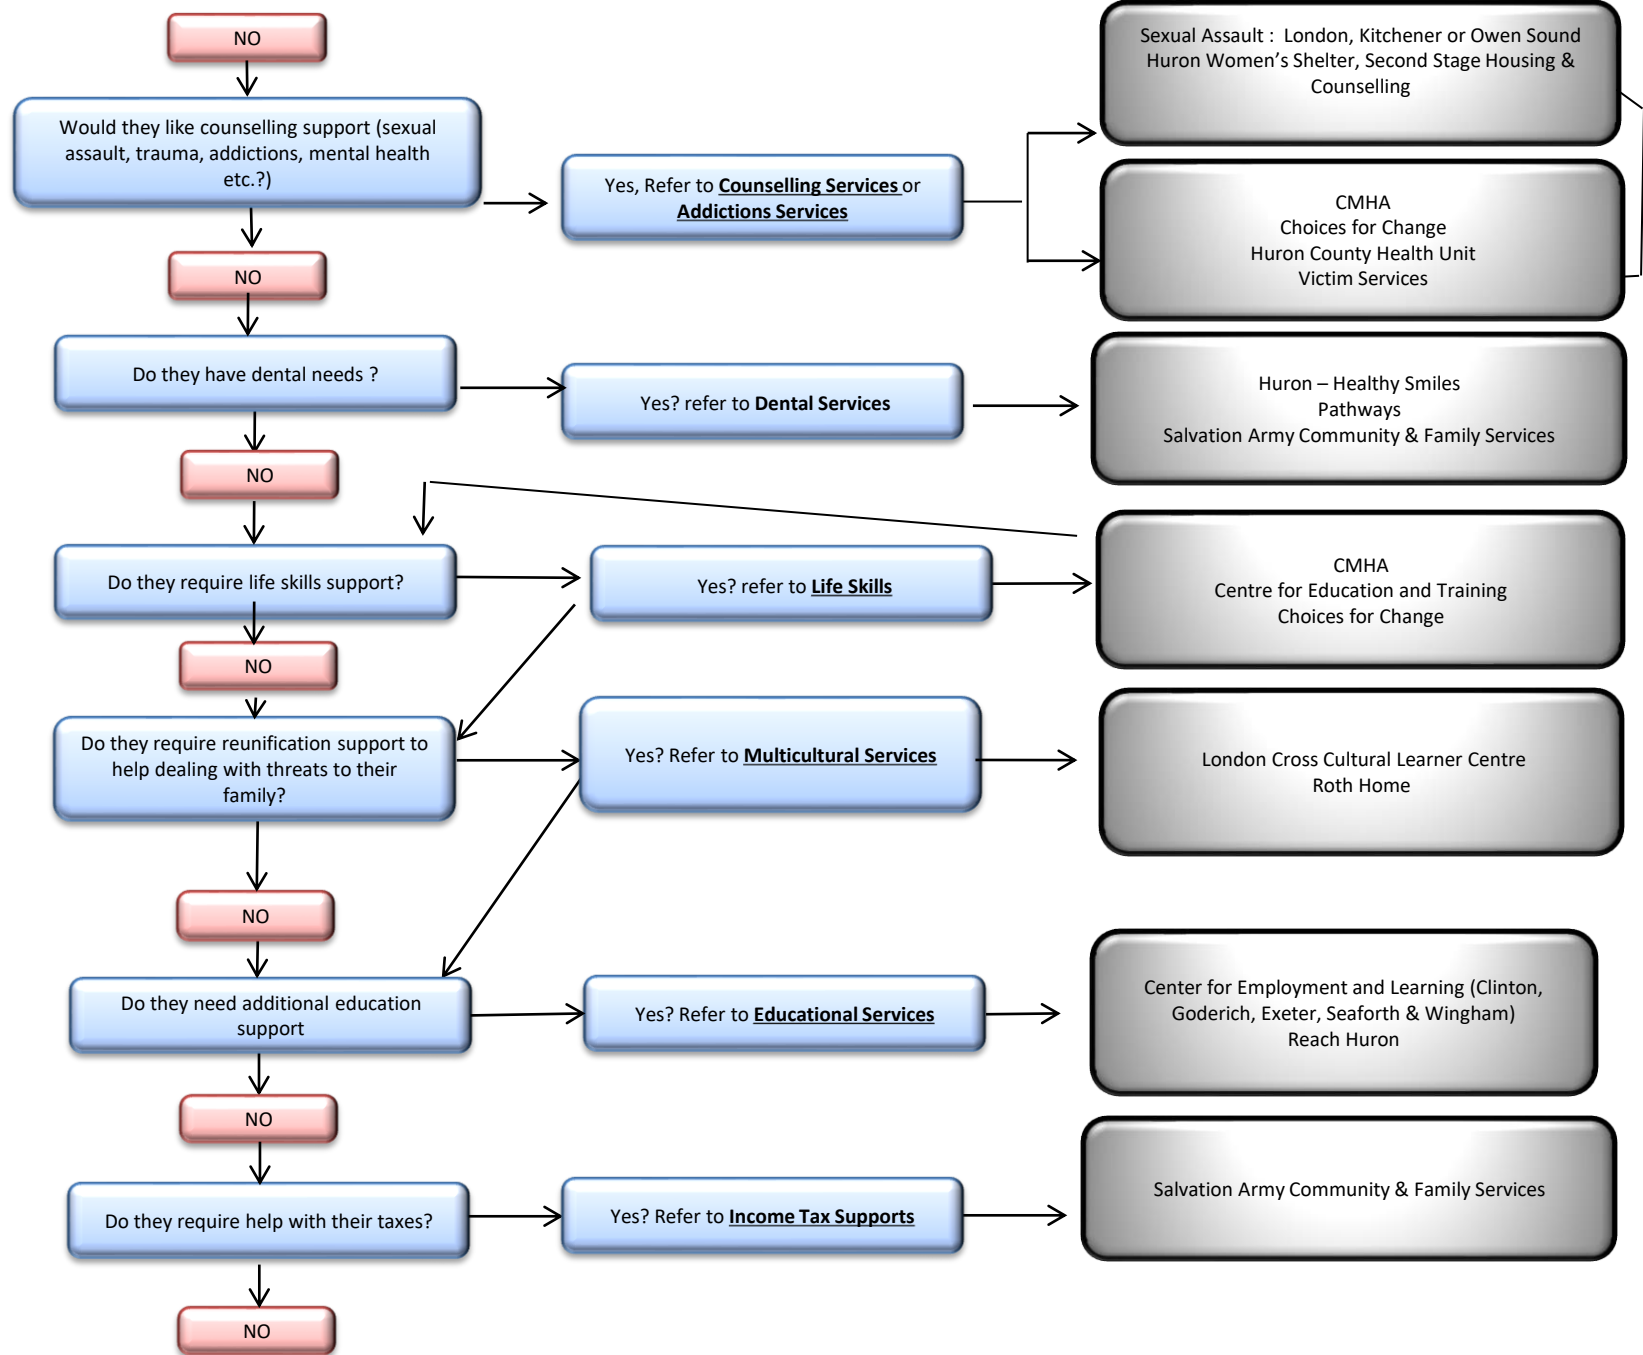 NO
Would they like counselling support (sexual
assault, trauma, addictions, mental health
etc.?)
Yes, Refer to Counselling Services or
Addictions Services
Sexual Assault : London, Kitchener or Owen Sound
Huron Women's Shelter, Second Stage Housing &
Counselling
CMHA
Choices for Change
Huron County Health Unit
Victim Services
NO
Do they have dental needs ?
Yes? refer to Dental Services
Huron – Healthy Smiles
Pathways
Salvation Army Community & Family Services
NO
Do they require life skills support?
Yes? refer to Life Skills
CMHA
Centre for Education and Training
Choices for Change
NO
Do they require reunification support to
help dealing with threats to their
family?
Yes? Refer to Multicultural Services
London Cross Cultural Learner Centre
Roth Home
NO
Do they need additional education
support
Yes? Refer to Educational Services
Center for Employment and Learning (Clinton,
Goderich, Exeter, Seaforth & Wingham)
Reach Huron
NO
Do they require help with their taxes?
Yes? Refer to Income Tax Supports
Salvation Army Community & Family Services
NO